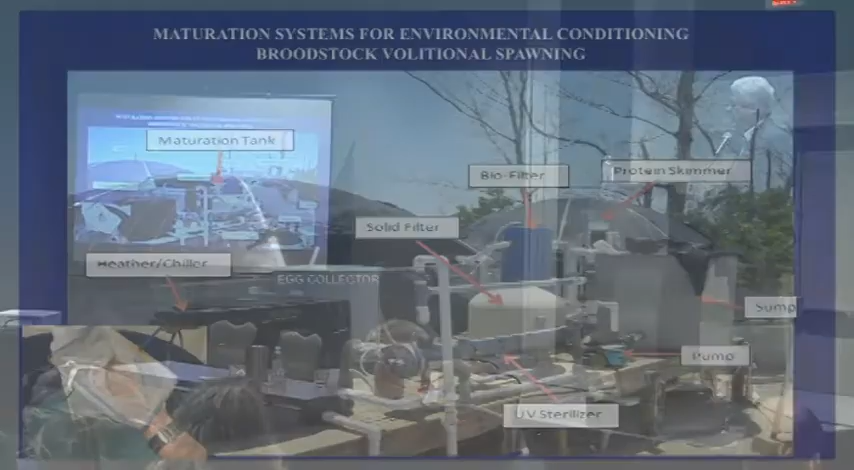 MATURATION SYSTEMS FOR ENVIRONMENTAL CONDITIONING
BROODSTOCK VOLITIONAL SPAWNING
Maturation Tank
Bio-Filter
Protein Skimmer
Solid Filter
Heather/Chiller
EGG COLLECTOR
Sump
Pump
UV Sterilizer